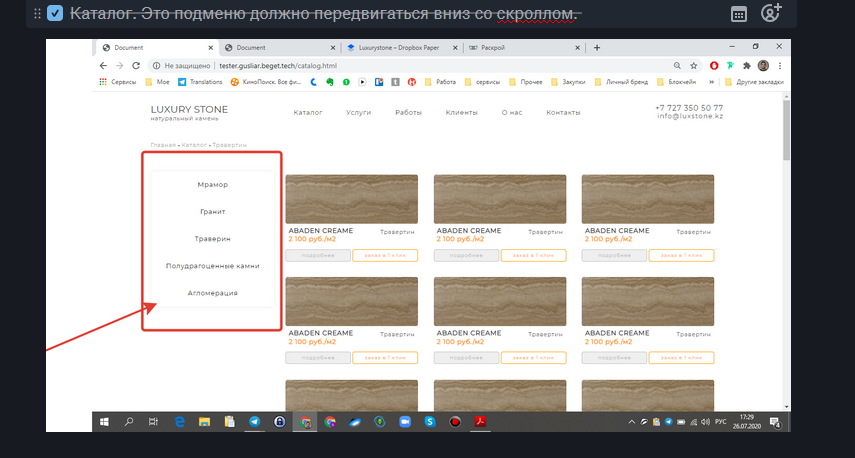 Каталог. Это подменю должно передвигаться вниз со скроллом.
Document
Document
Luxurystone – Dropbox Paper
Раскрой
Не защищено
tester.gusliar.beget.tech/catalog.html
Сервисы
Мое
Translations
КиноПоиск. Все фи...
Работа
сервисы
Прочее
Закупки
Личный бренд
Блокчейн
Другие закладки
LUXURY STONE
натуральный камень
Каталог
Услуги
Работы
Клиенты
О нас
Контакты
+7 727 350 50 77
info@luxstone.kz
Главная • Каталог • Травертин
Мрамор
Гранит
Траверин
Полудрагоценные камни
Агломерация
ABADEN CREAME Травертин
2 100 руб./м2
подробнее заказ в 1 клик
ABADEN CREAME Травертин
2 100 руб./м2
подробнее заказ в 1 клик
ABADEN CREAME Травертин
2 100 руб./м2
подробнее заказ в 1 клик
ABADEN CREAME Травертин
2 100 руб./м2
подробнее заказ в 1 клик
ABADEN CREAME Травертин
2 100 руб./м2
подробнее заказ в 1 клик
ABADEN CREAME Травертин
2 100 руб./м2
подробнее заказ в 1 клик
РУС
17:29
26.07.2020